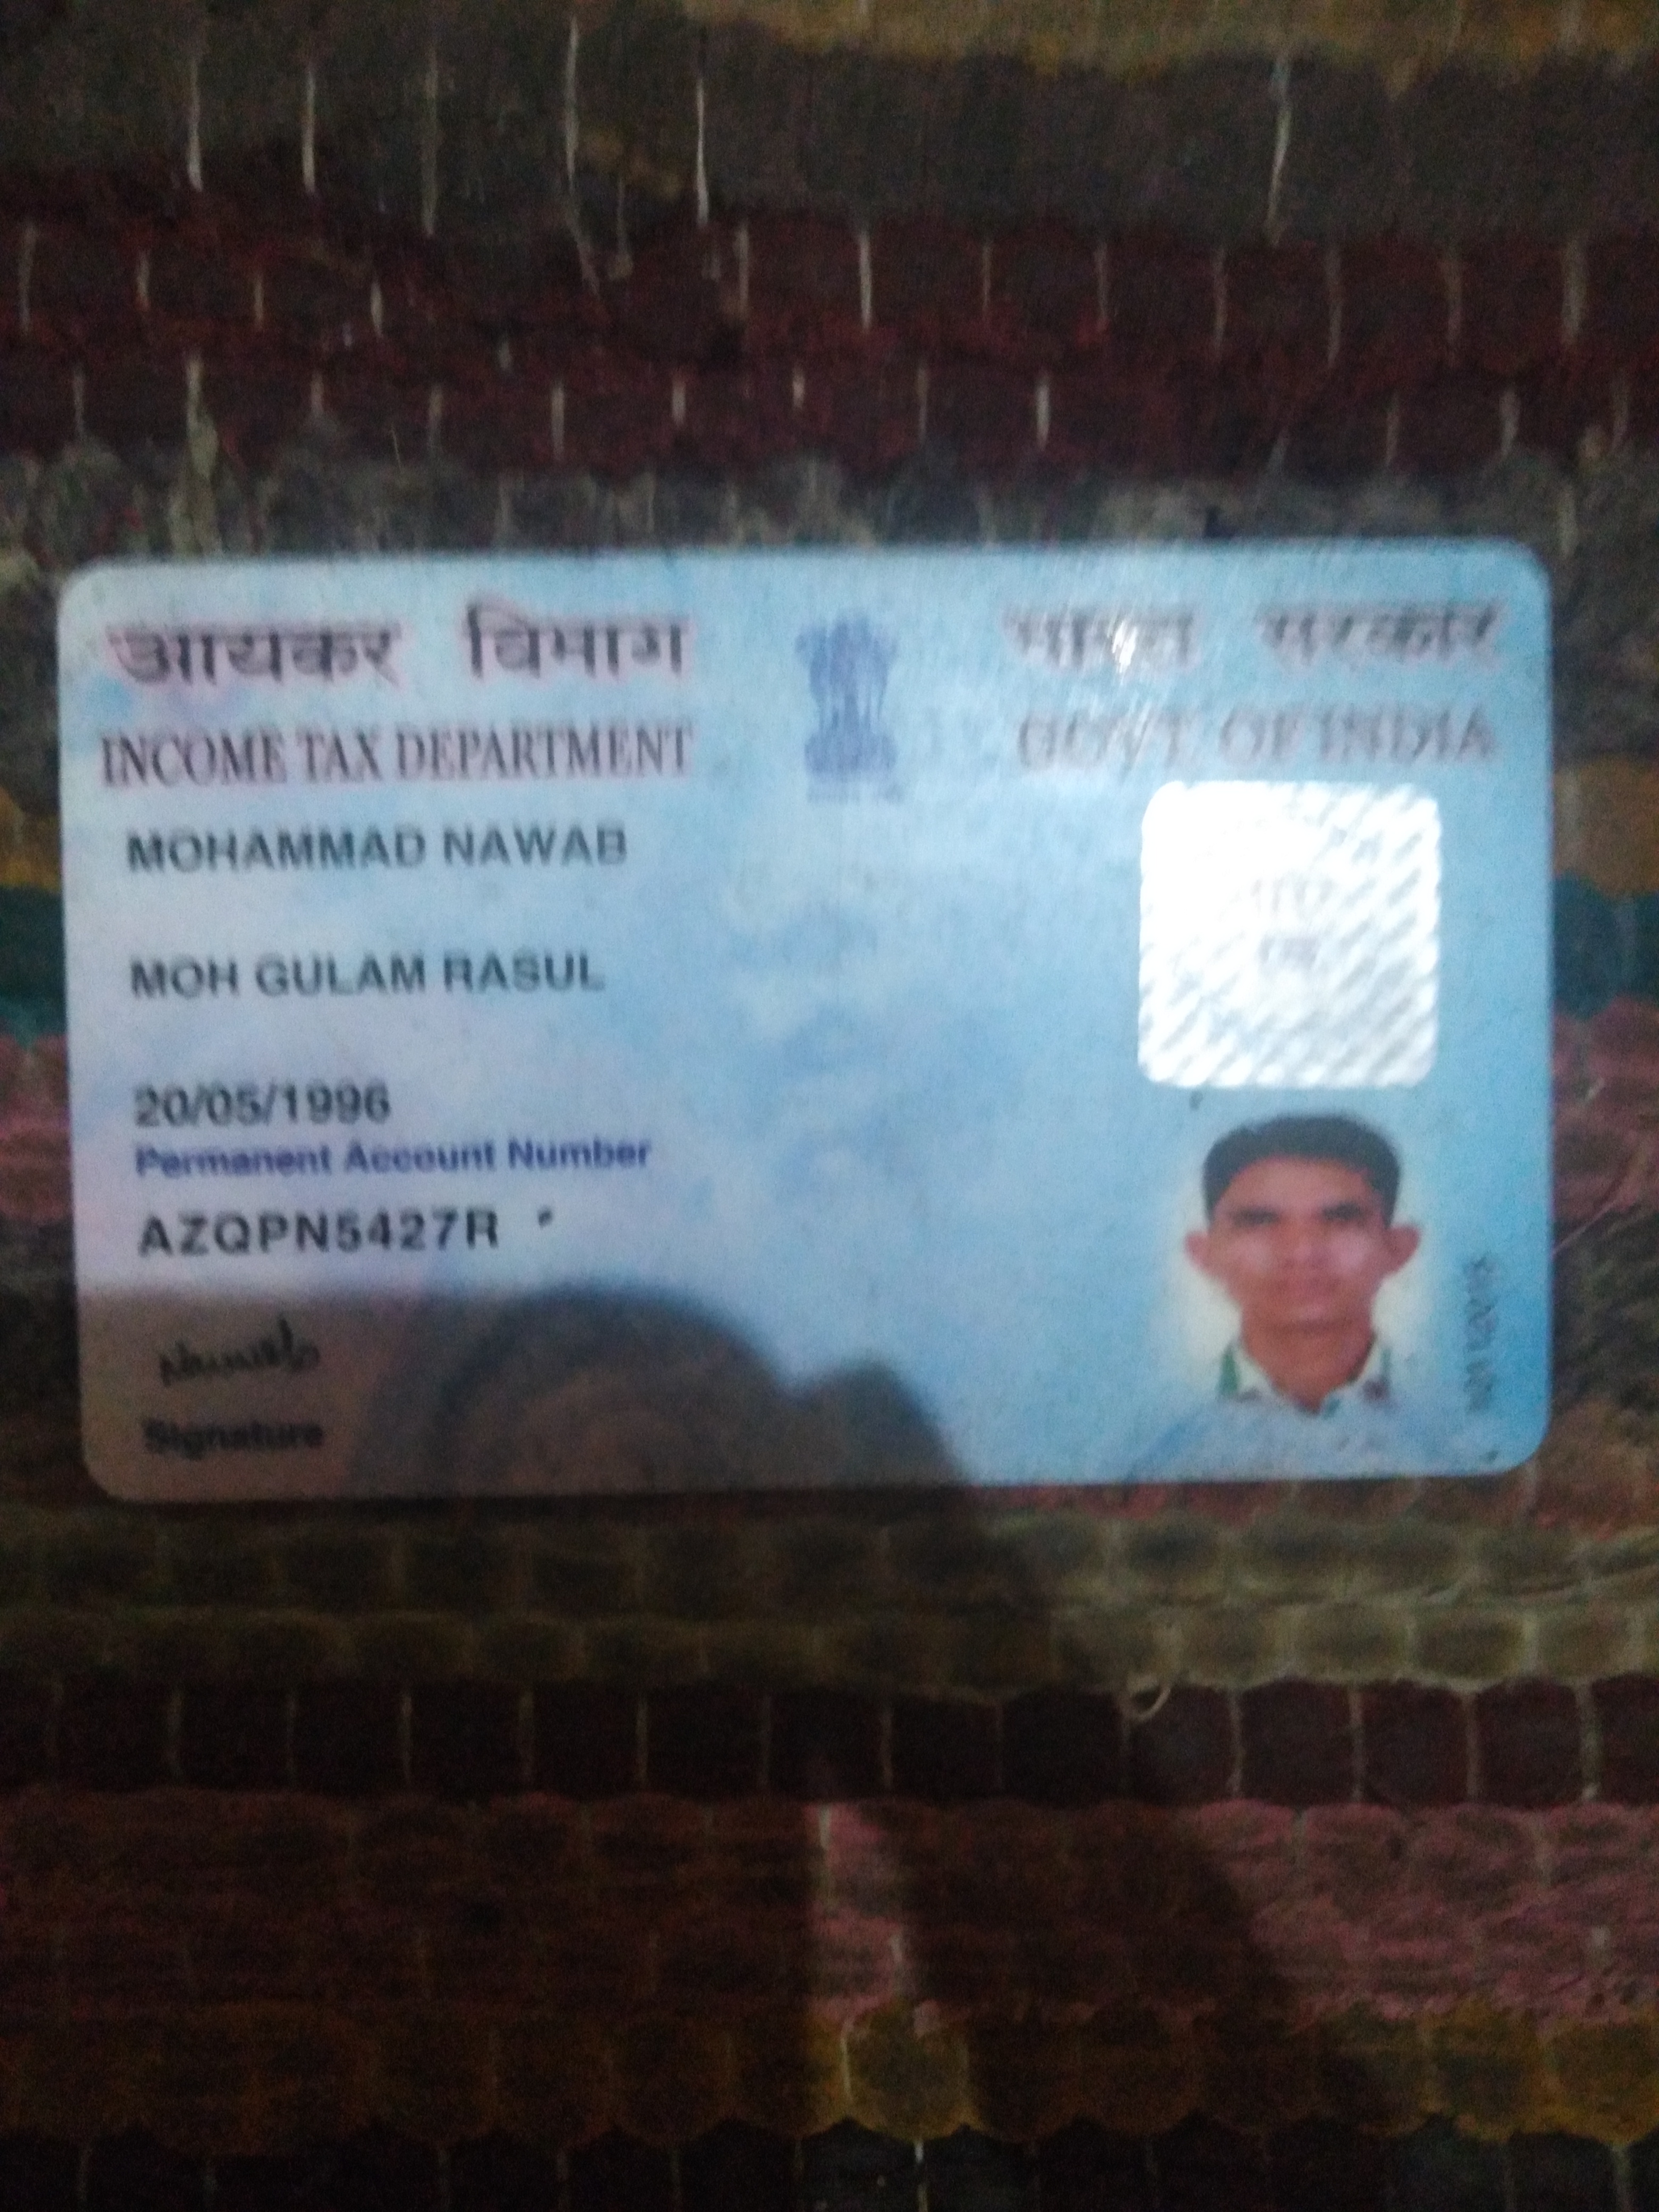 आयकर विभाग
INCOME TAX DEPARTMENT
भारत सरकार
GOVT. OF INDIA
MOHAMMAD NAWAB
MOH GULAM RASUL
20/05/1996
Permanent Account Number
AZQPN5427R
Signature